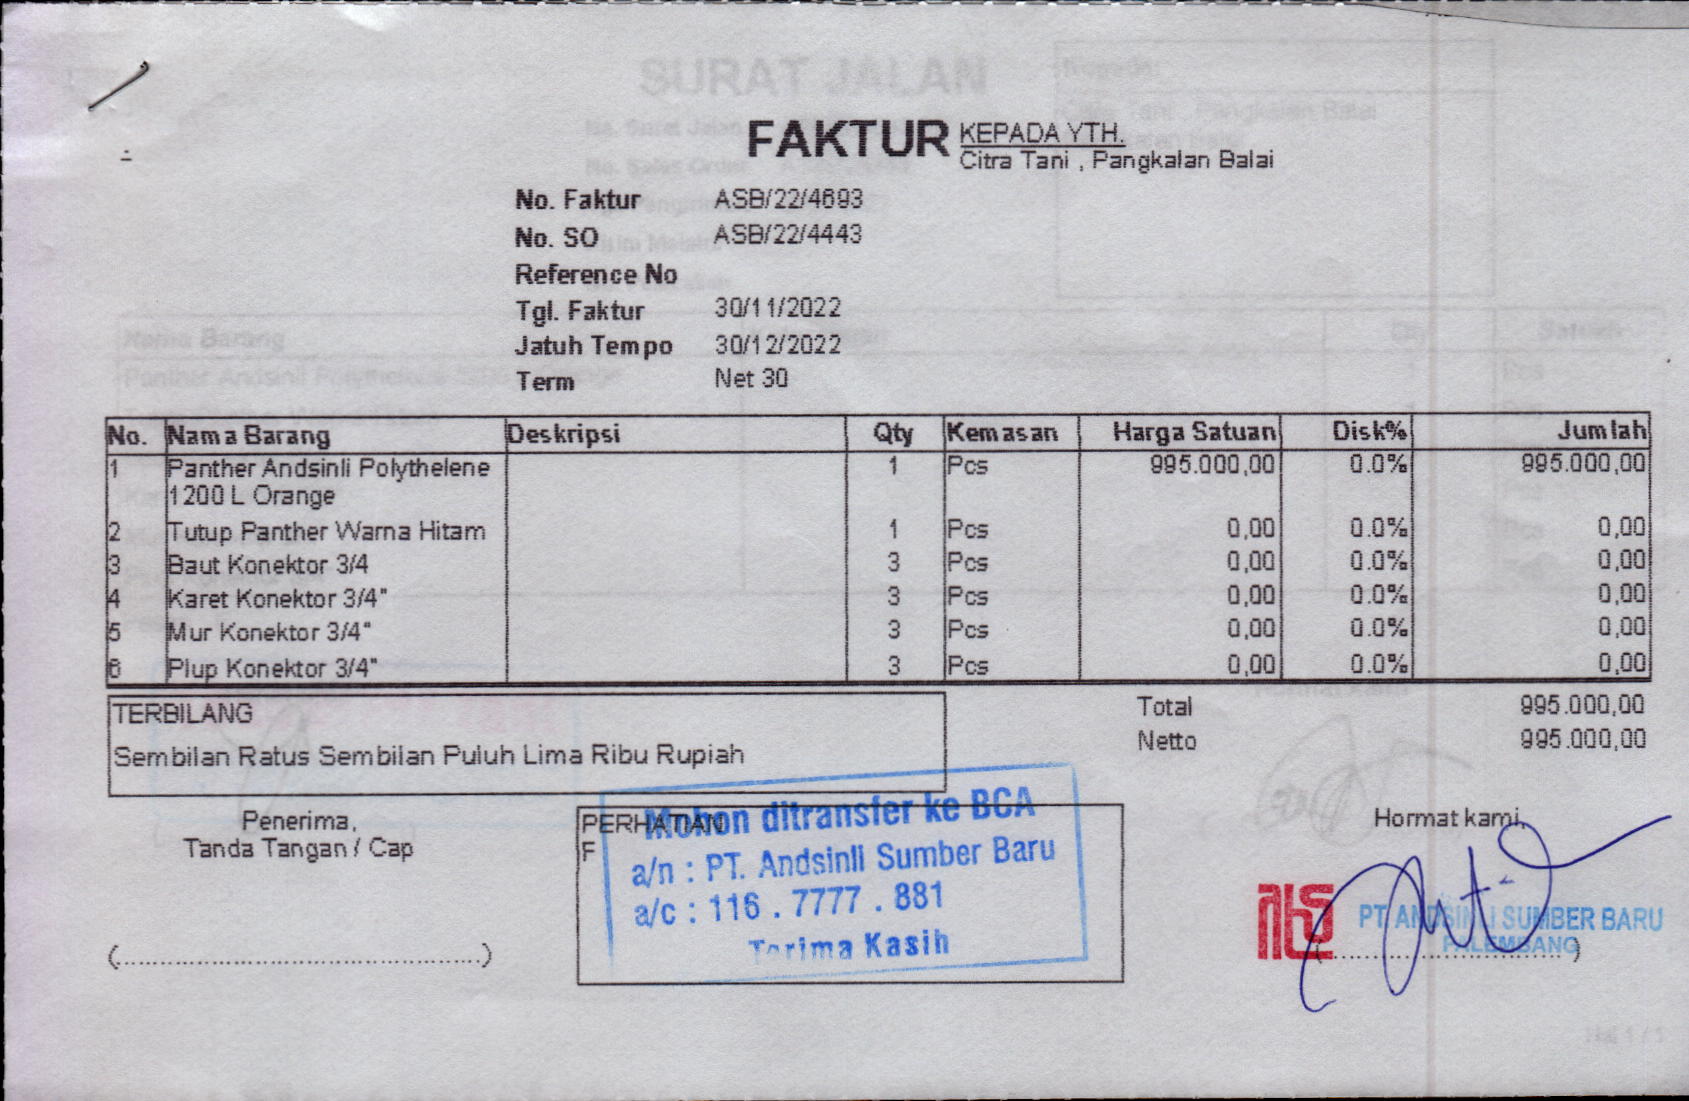 SURAT JALAN
FAKTUR
KEPADA YTH.
Citra Tani , Pangkalan Balai
No. Faktur ASB/22/4693
No. SO ASB/22/4443
Reference No
Tgl. Faktur 30/11/2022
Jatuh Tempo 30/12/2022
Term Net 30
No. Nama Barang Deskripsi Qty Kemasan Harga Satuan Disk% Jumlah
1 Panther Andsinli Polythelene 1 Pcs 995.000,00 0.0% 995.000,00
1200 L Orange
2 Tutup Panther Warna Hitam 1 Pcs 0,00 0.0% 0,00
3 Baut Konektor 3/4 3 Pcs 0,00 0.0% 0,00
4 Karet Konektor 3/4" 3 Pcs 0,00 0.0% 0,00
5 Mur Konektor 3/4" 3 Pcs 0,00 0.0% 0,00
6 Plup Konektor 3/4" 3 Pcs 0,00 0.0% 0,00
TERBILANG
Sembilan Ratus Sembilan Puluh Lima Ribu Rupiah
Total 995.000,00
Netto 995.000,00
Penerima,
Tanda Tangan / Cap
PERHATIAN
F
Mohon ditransfer ke BCA
a/n : PT. Andsinli Sumber Baru
a/c : 116 . 7777 . 881
Terima Kasih
Hormat kami,
PT. ANDSINLI SUMBER BARU
PALEMBANG